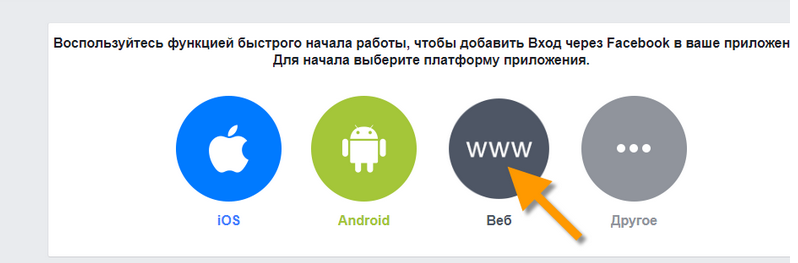 Воспользуйтесь функцией быстрого начала работы, чтобы добавить Вход через Facebook в ваше приложен
Для начала выберите платформу приложения.
www
iOS
Android
Веб
Другое